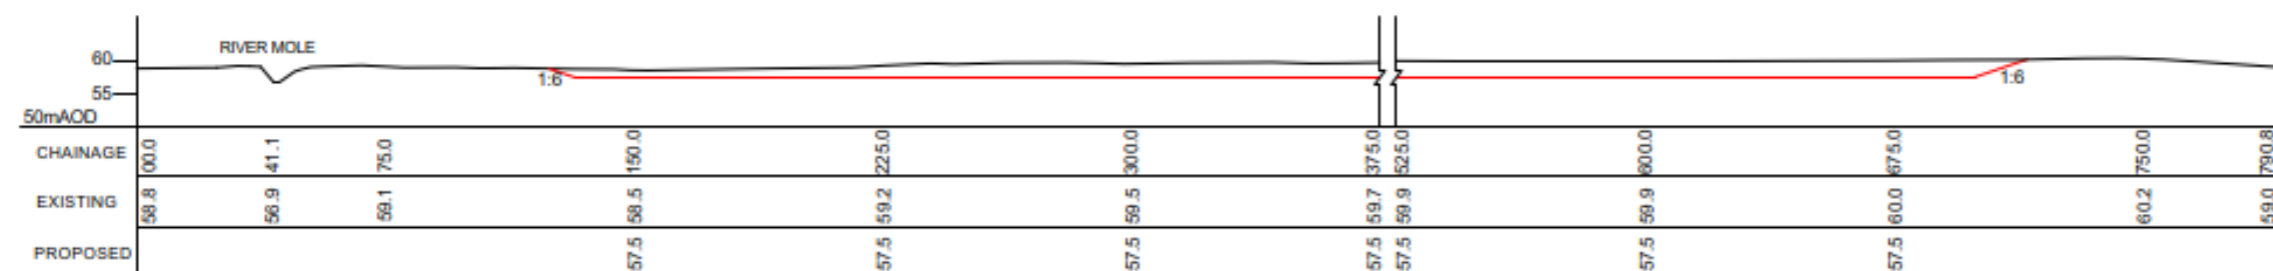 RIVER MOLE
60
1:6 1:6
55
50mAOD
CHAINAGE 00.0 41.1 75.0 150.0 225.0 300.0 375.0 525.0 600.0 675.0 750.0 790.8
EXISTING 58.8 56.9 59.1 58.5 59.2 59.5 59.7 59.9 59.9 60.0 60.2 59.0
PROPOSED 57.5 57.5 57.5 57.5 57.5 57.5 57.5